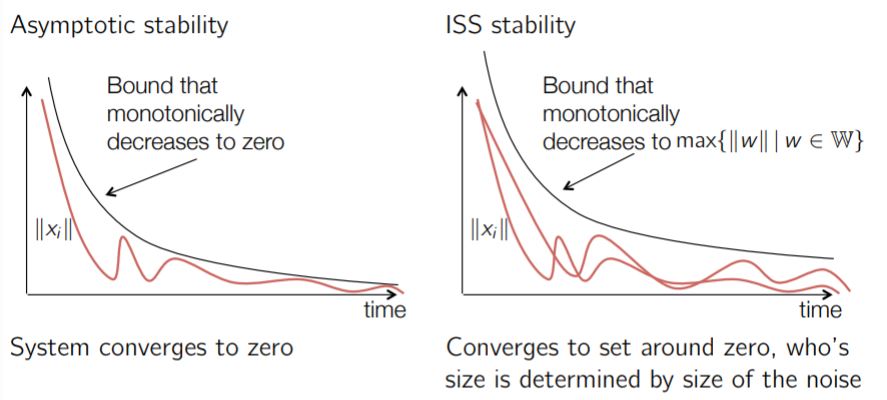 Asymptotic stability
Bound that
monotonically
decreases to zero
||xᵢ||
time
System converges to zero
ISS stability
Bound that
monotonically
decreases to max{||w|| | w ∈ 𝕎}
||xᵢ||
time
Converges to set around zero, who's
size is determined by size of the noise